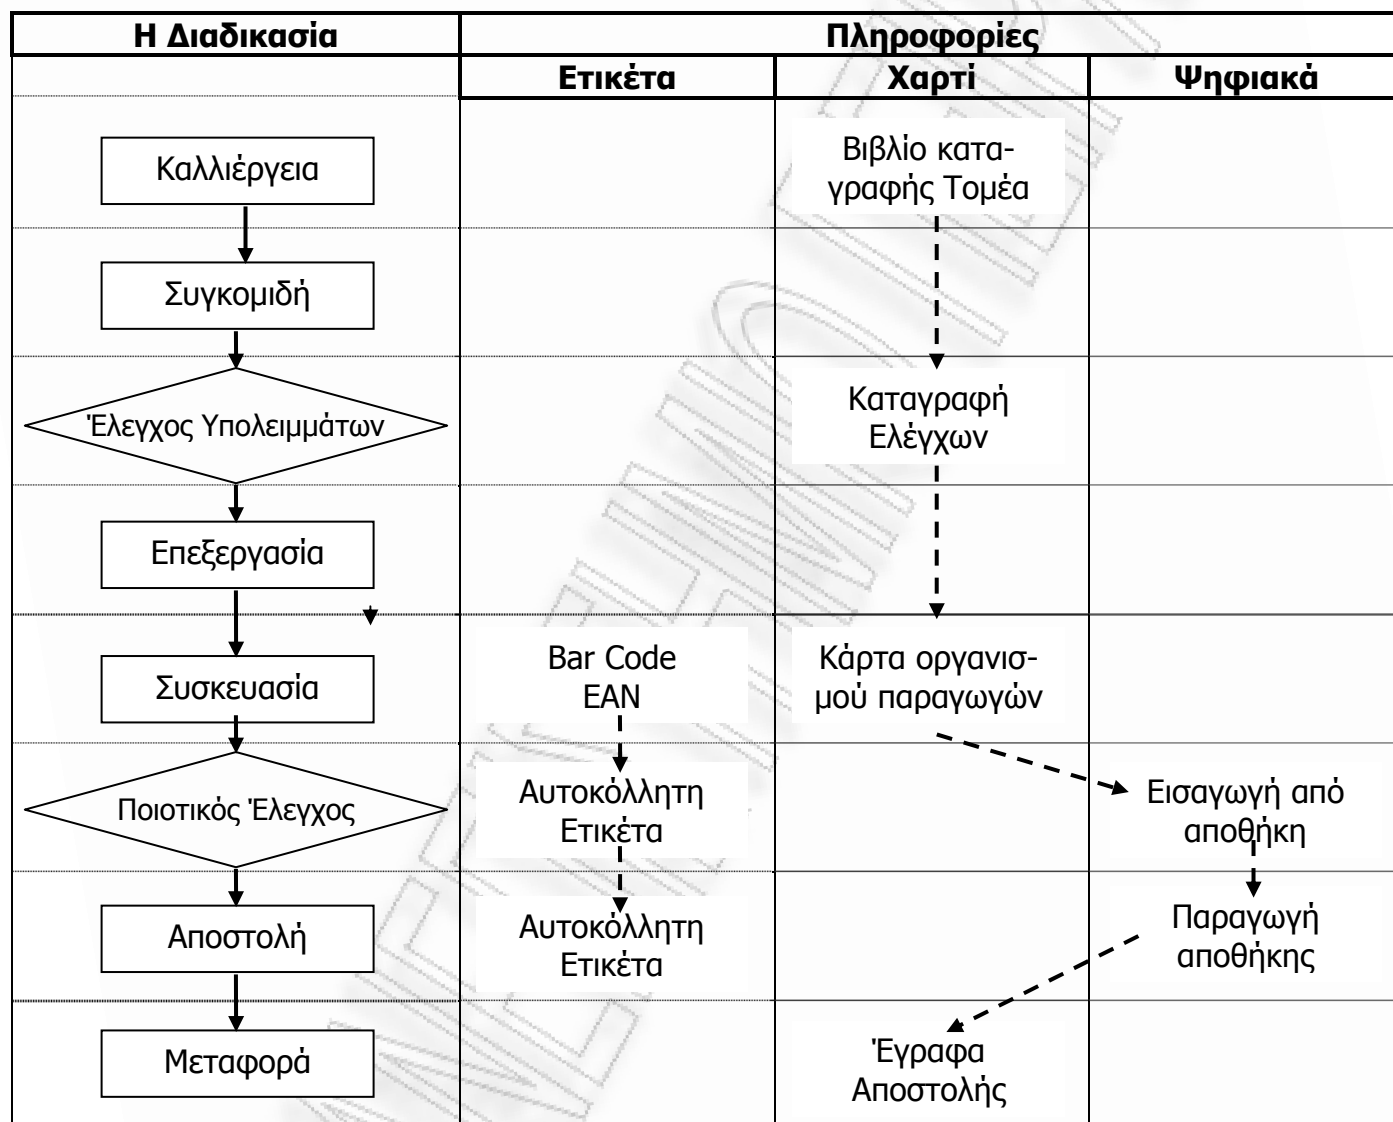 Η Διαδικασία
Πληροφορίες
Ετικέτα
Χαρτί
Ψηφιακά
Καλλιέργεια
Βιβλίο κατα-
γραφής Τομέα
Συγκομιδή
Έλεγχος Υπολειμμάτων
Καταγραφή
Ελέγχων
Επεξεργασία
Συσκευασία
Bar Code
EAN
Κάρτα οργανισ-
μού παραγωγών
Ποιοτικός Έλεγχος
Αυτοκόλλητη
Ετικέτα
Εισαγωγή από
αποθήκη
Αποστολή
Αυτοκόλλητη
Ετικέτα
Παραγωγή
αποθήκης
Μεταφορά
Έγραφα
Αποστολής